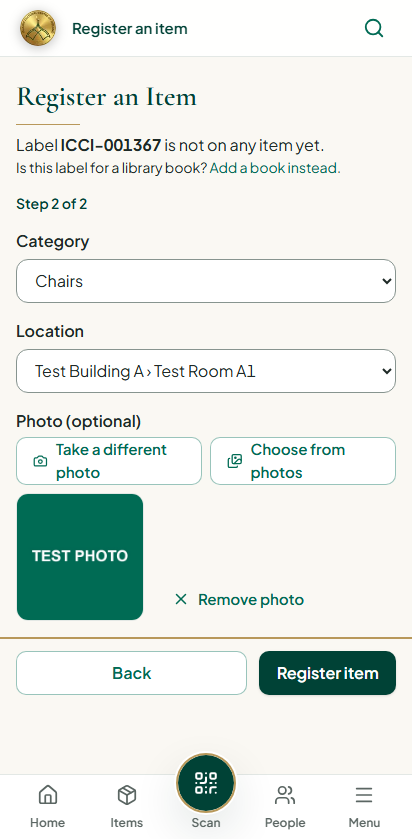 Register an item
Register an Item
Label ICCI-001367 is not on any item yet.
Is this label for a library book? Add a book instead.
Step 2 of 2
Category
Chairs
Location
Test Building A › Test Room A1
Photo (optional)
Take a different
photo
Choose from
photos
TEST PHOTO
Remove photo
Back
Register item
Home
Items
Scan
People
Menu